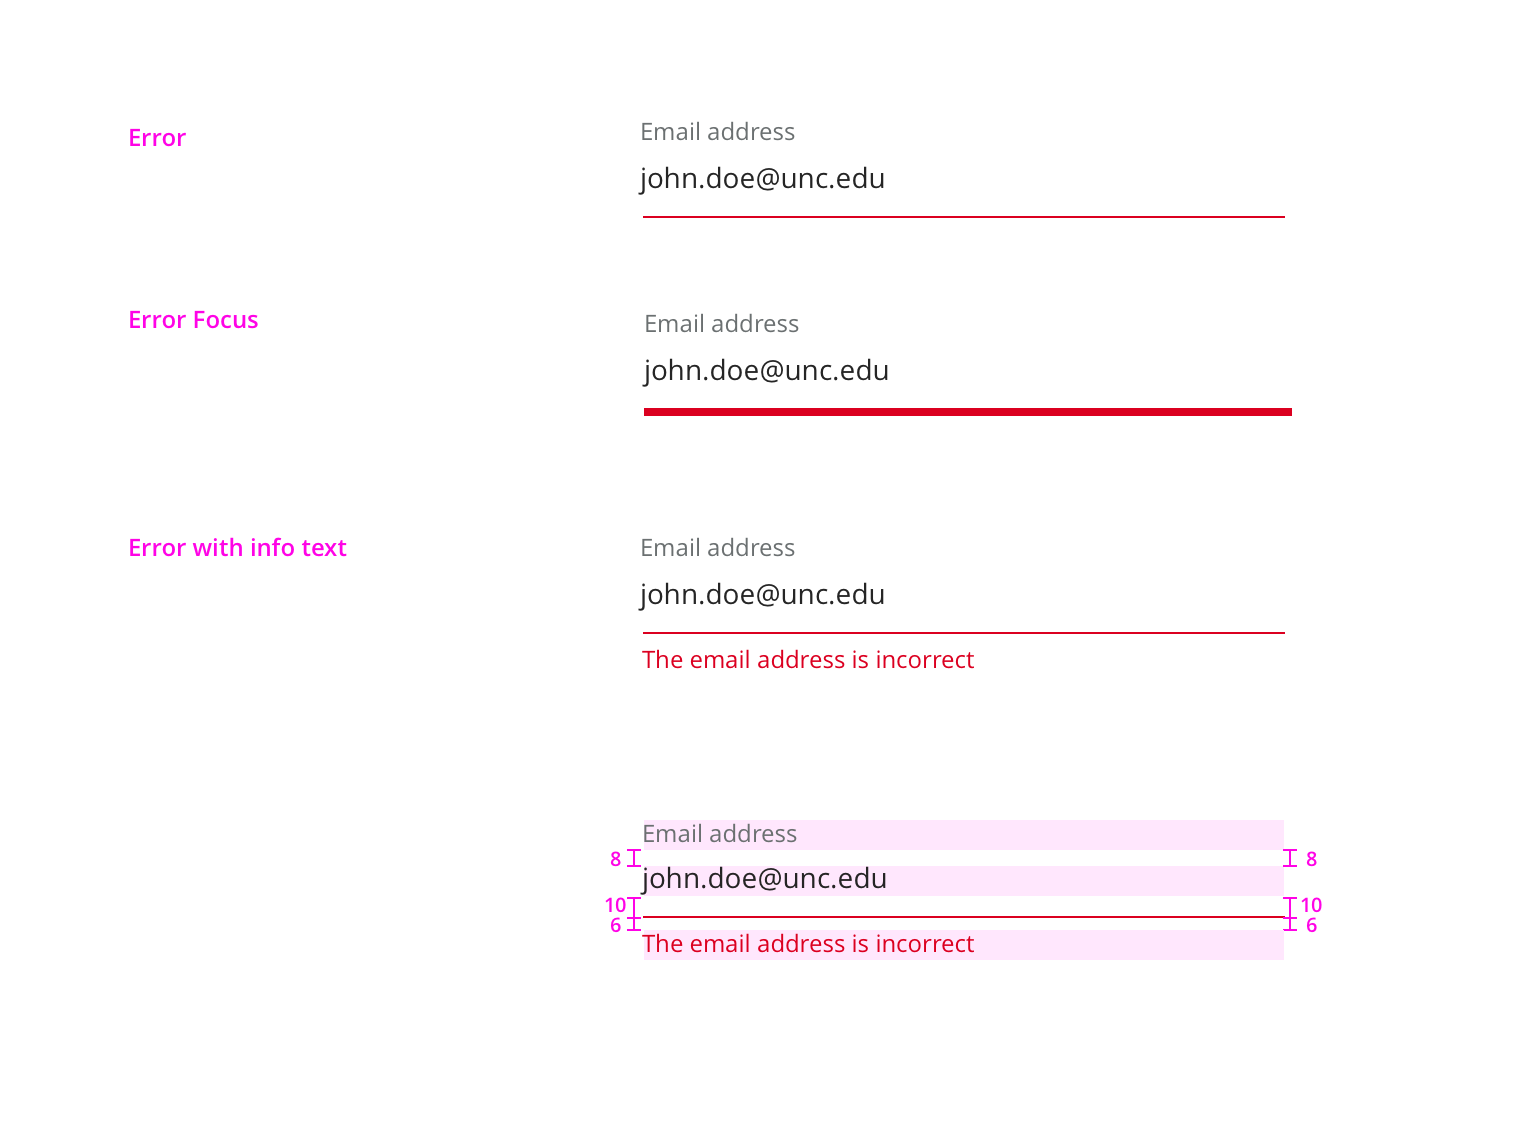 Error
Email address
john.doe@unc.edu
Error Focus
Email address
john.doe@unc.edu
Error with info text
Email address
john.doe@unc.edu
The email address is incorrect
Email address
8 8
john.doe@unc.edu
10 10
6 6
The email address is incorrect